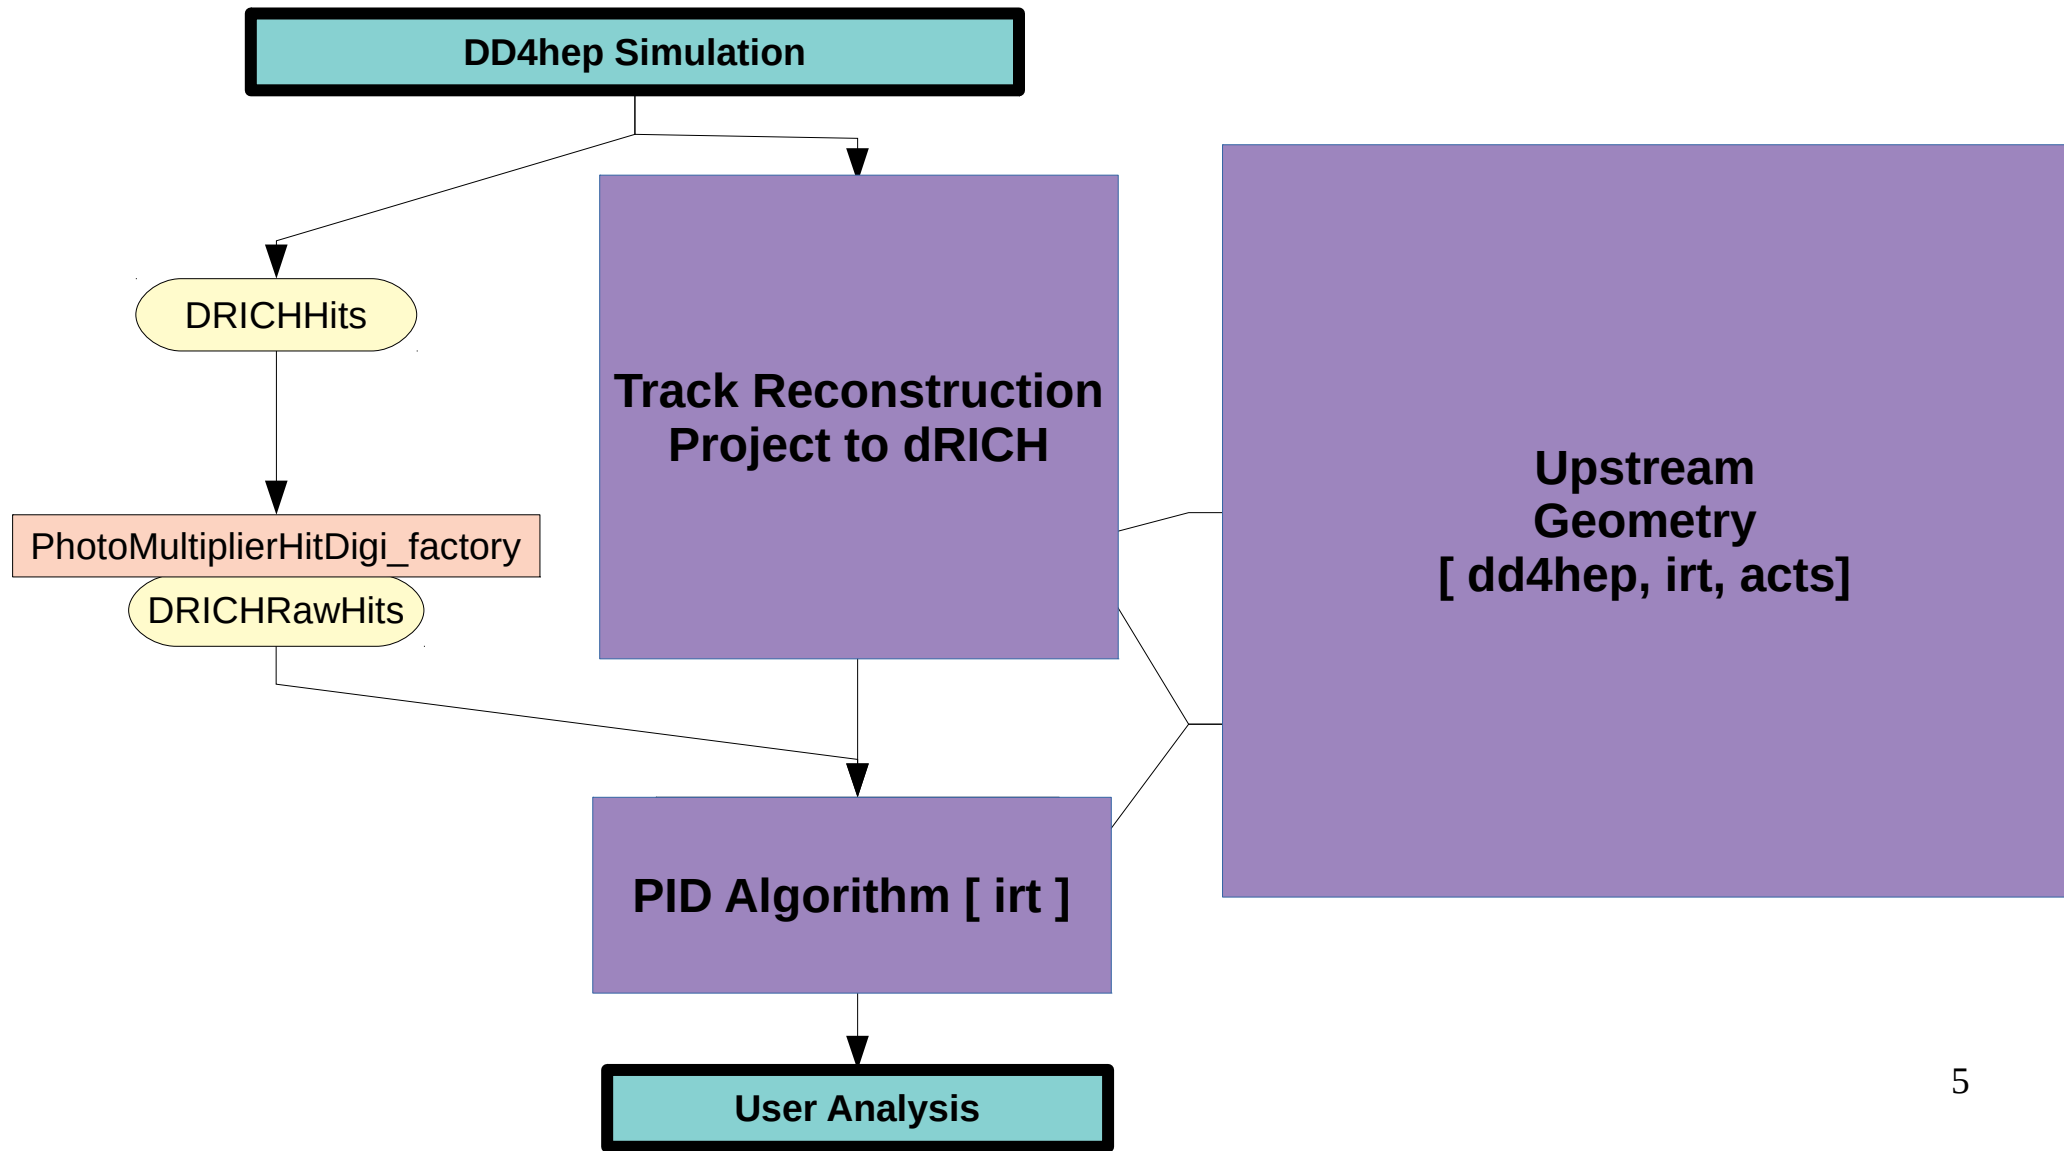 DD4hep Simulation
DRICHHits
PhotoMultiplierHitDigi_factory
DRICHRawHits
Track Reconstruction
Project to dRICH
Upstream
Geometry
[ dd4hep, irt, acts]
PID Algorithm [ irt ]
User Analysis
5